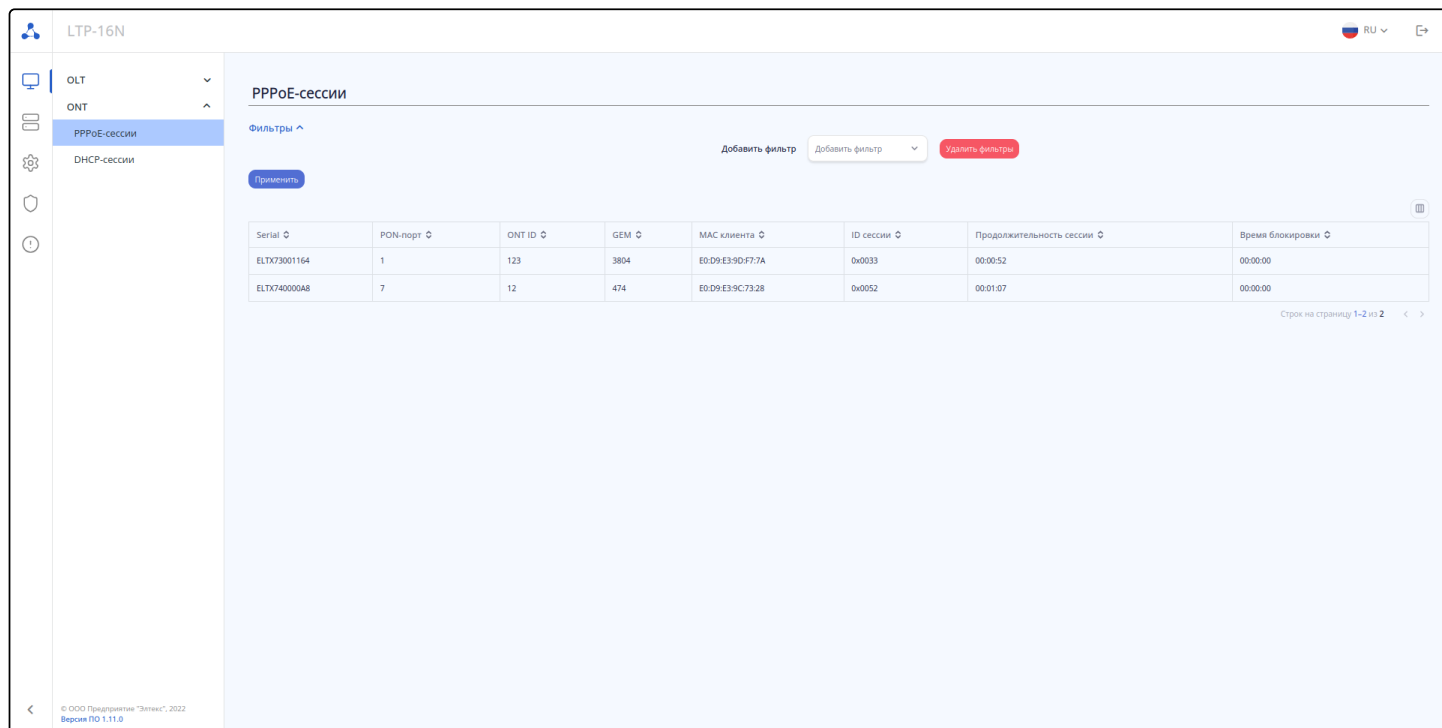 LTP-16N
RU
OLT
ONT
PPPoE-сессии
DHCP-сессии
PPPoE-сессии
Фильтры
Добавить фильтр Добавить фильтр Удалить фильтры
Применить
Serial PON-порт ONT ID GEM MAC клиента ID сессии Продолжительность сессии Время блокировки
ELTX73001164 1 123 3804 E0:D9:E3:9D:F7:7A 0x0033 00:00:52 00:00:00
ELTX740000A8 7 12 474 E0:D9:E3:9C:73:28 0x0052 00:01:07 00:00:00
Строк на страницу 1–2 из 2
© ООО Предприятие "Элтекс", 2022
Версия ПО 1.11.0